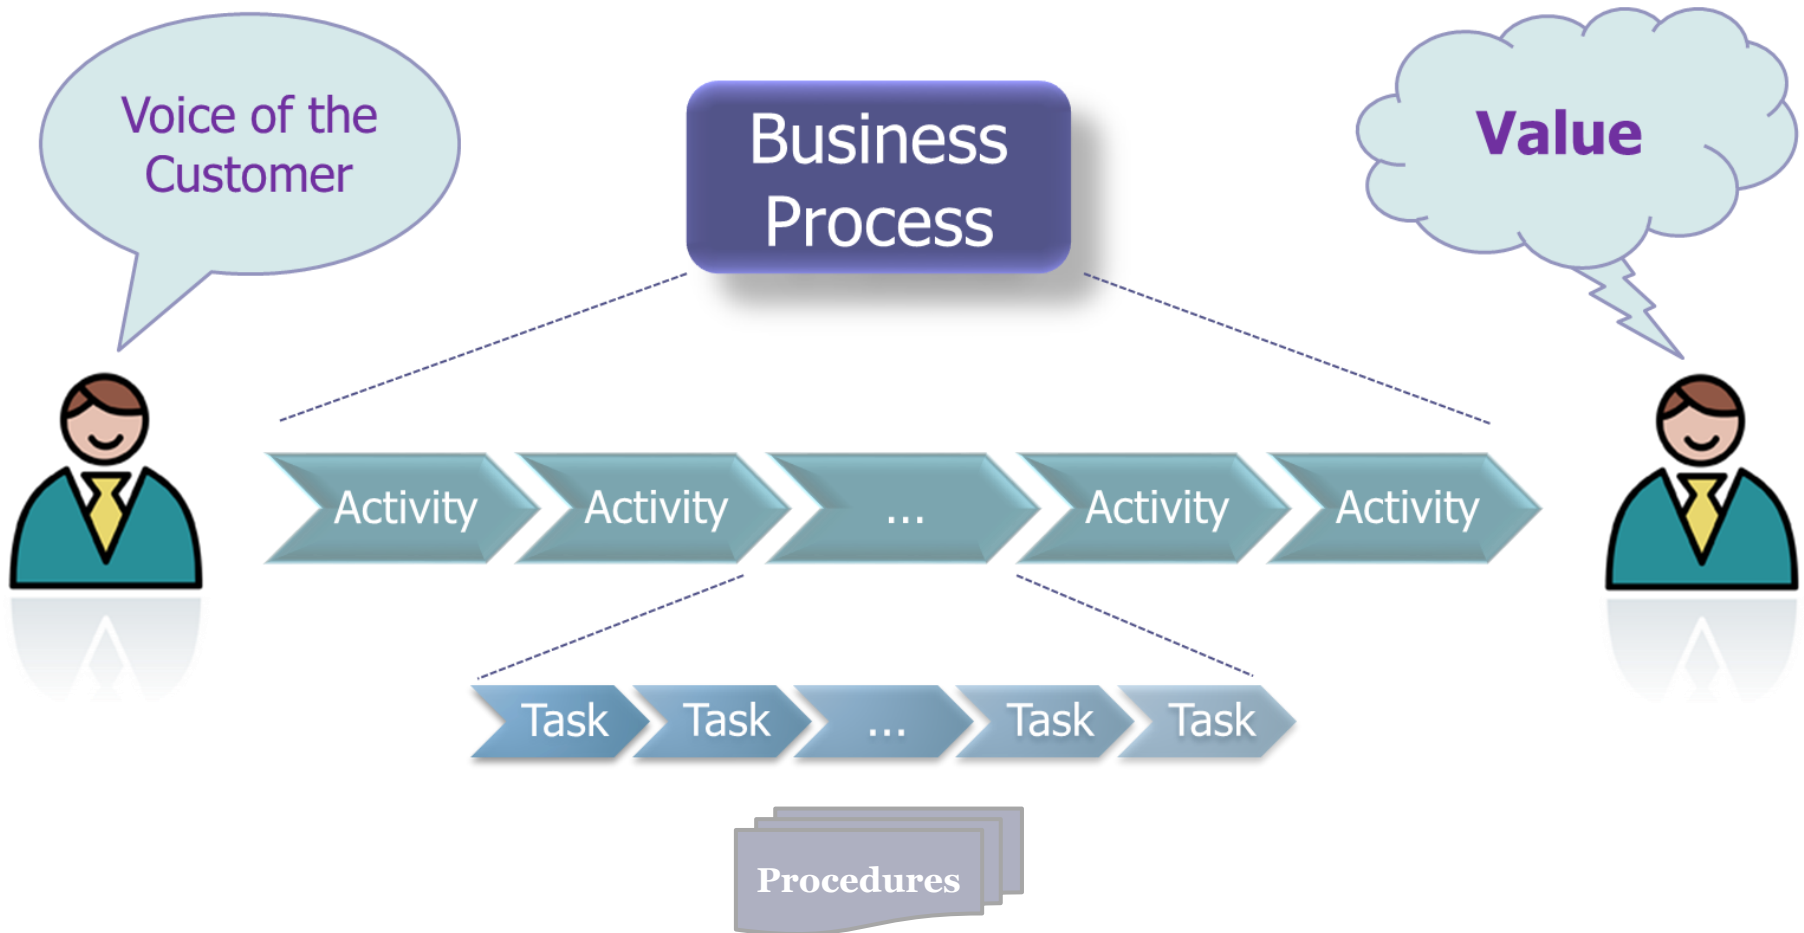 Voice of the
Customer
Business
Process
Value
Activity
Activity
...
Activity
Activity
Task
Task
...
Task
Task
Procedures